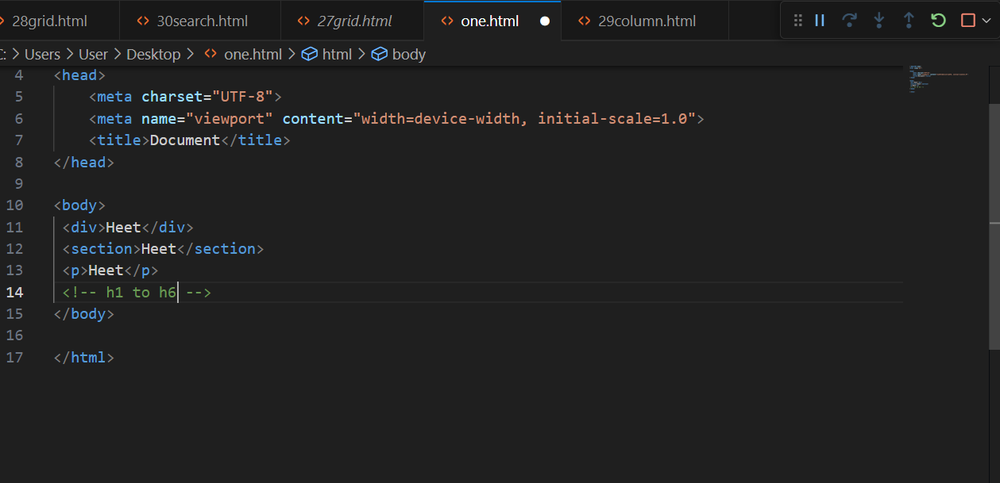 28grid.html 30search.html 27grid.html one.html 29column.html
C: > Users > User > Desktop > one.html > html > body
4 <head>
5 <meta charset="UTF-8">
6 <meta name="viewport" content="width=device-width, initial-scale=1.0">
7 <title>Document</title>
8 </head>
9
10 <body>
11 <div>Heet</div>
12 <section>Heet</section>
13 <p>Heet</p>
14 <!-- h1 to h6 -->
15 </body>
16
17 </html>